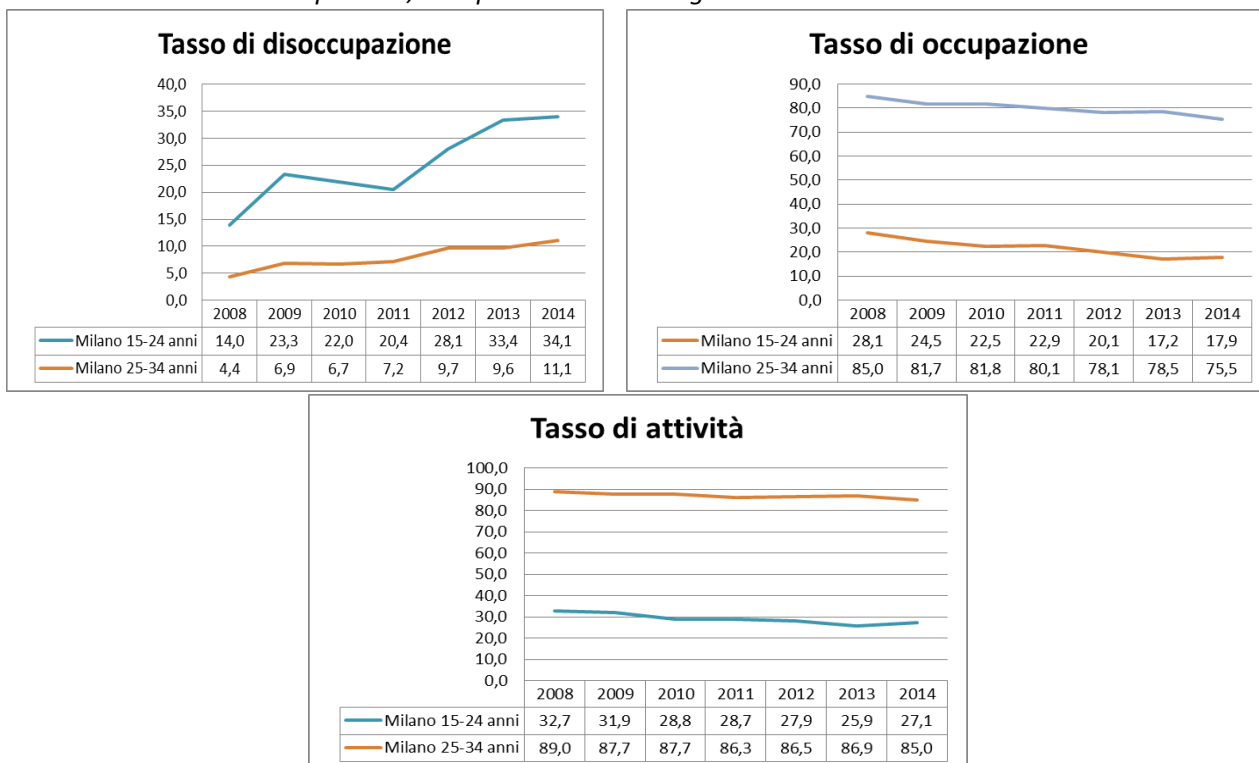 Tasso di disoccupazione
40,0
35,0
30,0
25,0
20,0
15,0
10,0
5,0
0,0
2008 2009 2010 2011 2012 2013 2014
Milano 15-24 anni 14,0 23,3 22,0 20,4 28,1 33,4 34,1
Milano 25-34 anni 4,4 6,9 6,7 7,2 9,7 9,6 11,1
Tasso di occupazione
90,0
80,0
70,0
60,0
50,0
40,0
30,0
20,0
10,0
0,0
2008 2009 2010 2011 2012 2013 2014
Milano 15-24 anni 28,1 24,5 22,5 22,9 20,1 17,2 17,9
Milano 25-34 anni 85,0 81,7 81,8 80,1 78,1 78,5 75,5
Tasso di attività
100,0
90,0
80,0
70,0
60,0
50,0
40,0
30,0
20,0
10,0
0,0
2008 2009 2010 2011 2012 2013 2014
Milano 15-24 anni 32,7 31,9 28,8 28,7 27,9 25,9 27,1
Milano 25-34 anni 89,0 87,7 87,7 86,3 86,5 86,9 85,0